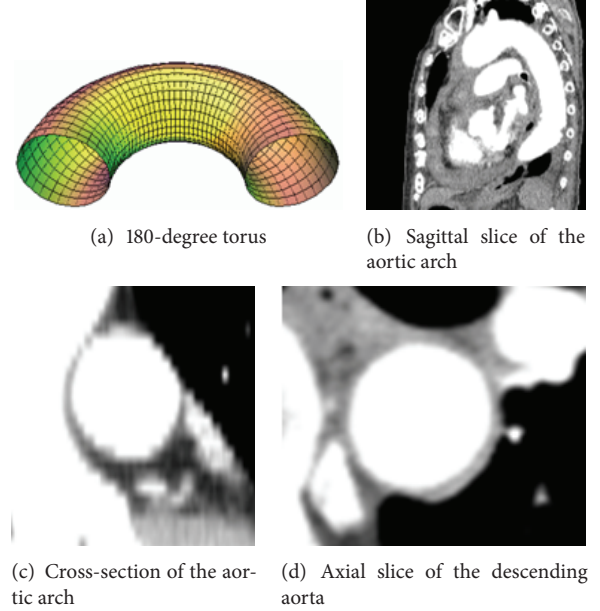 (a) 180-degree torus
(b) Sagittal slice of the
aortic arch
(c) Cross-section of the aor-
tic arch
(d) Axial slice of the descending
aorta